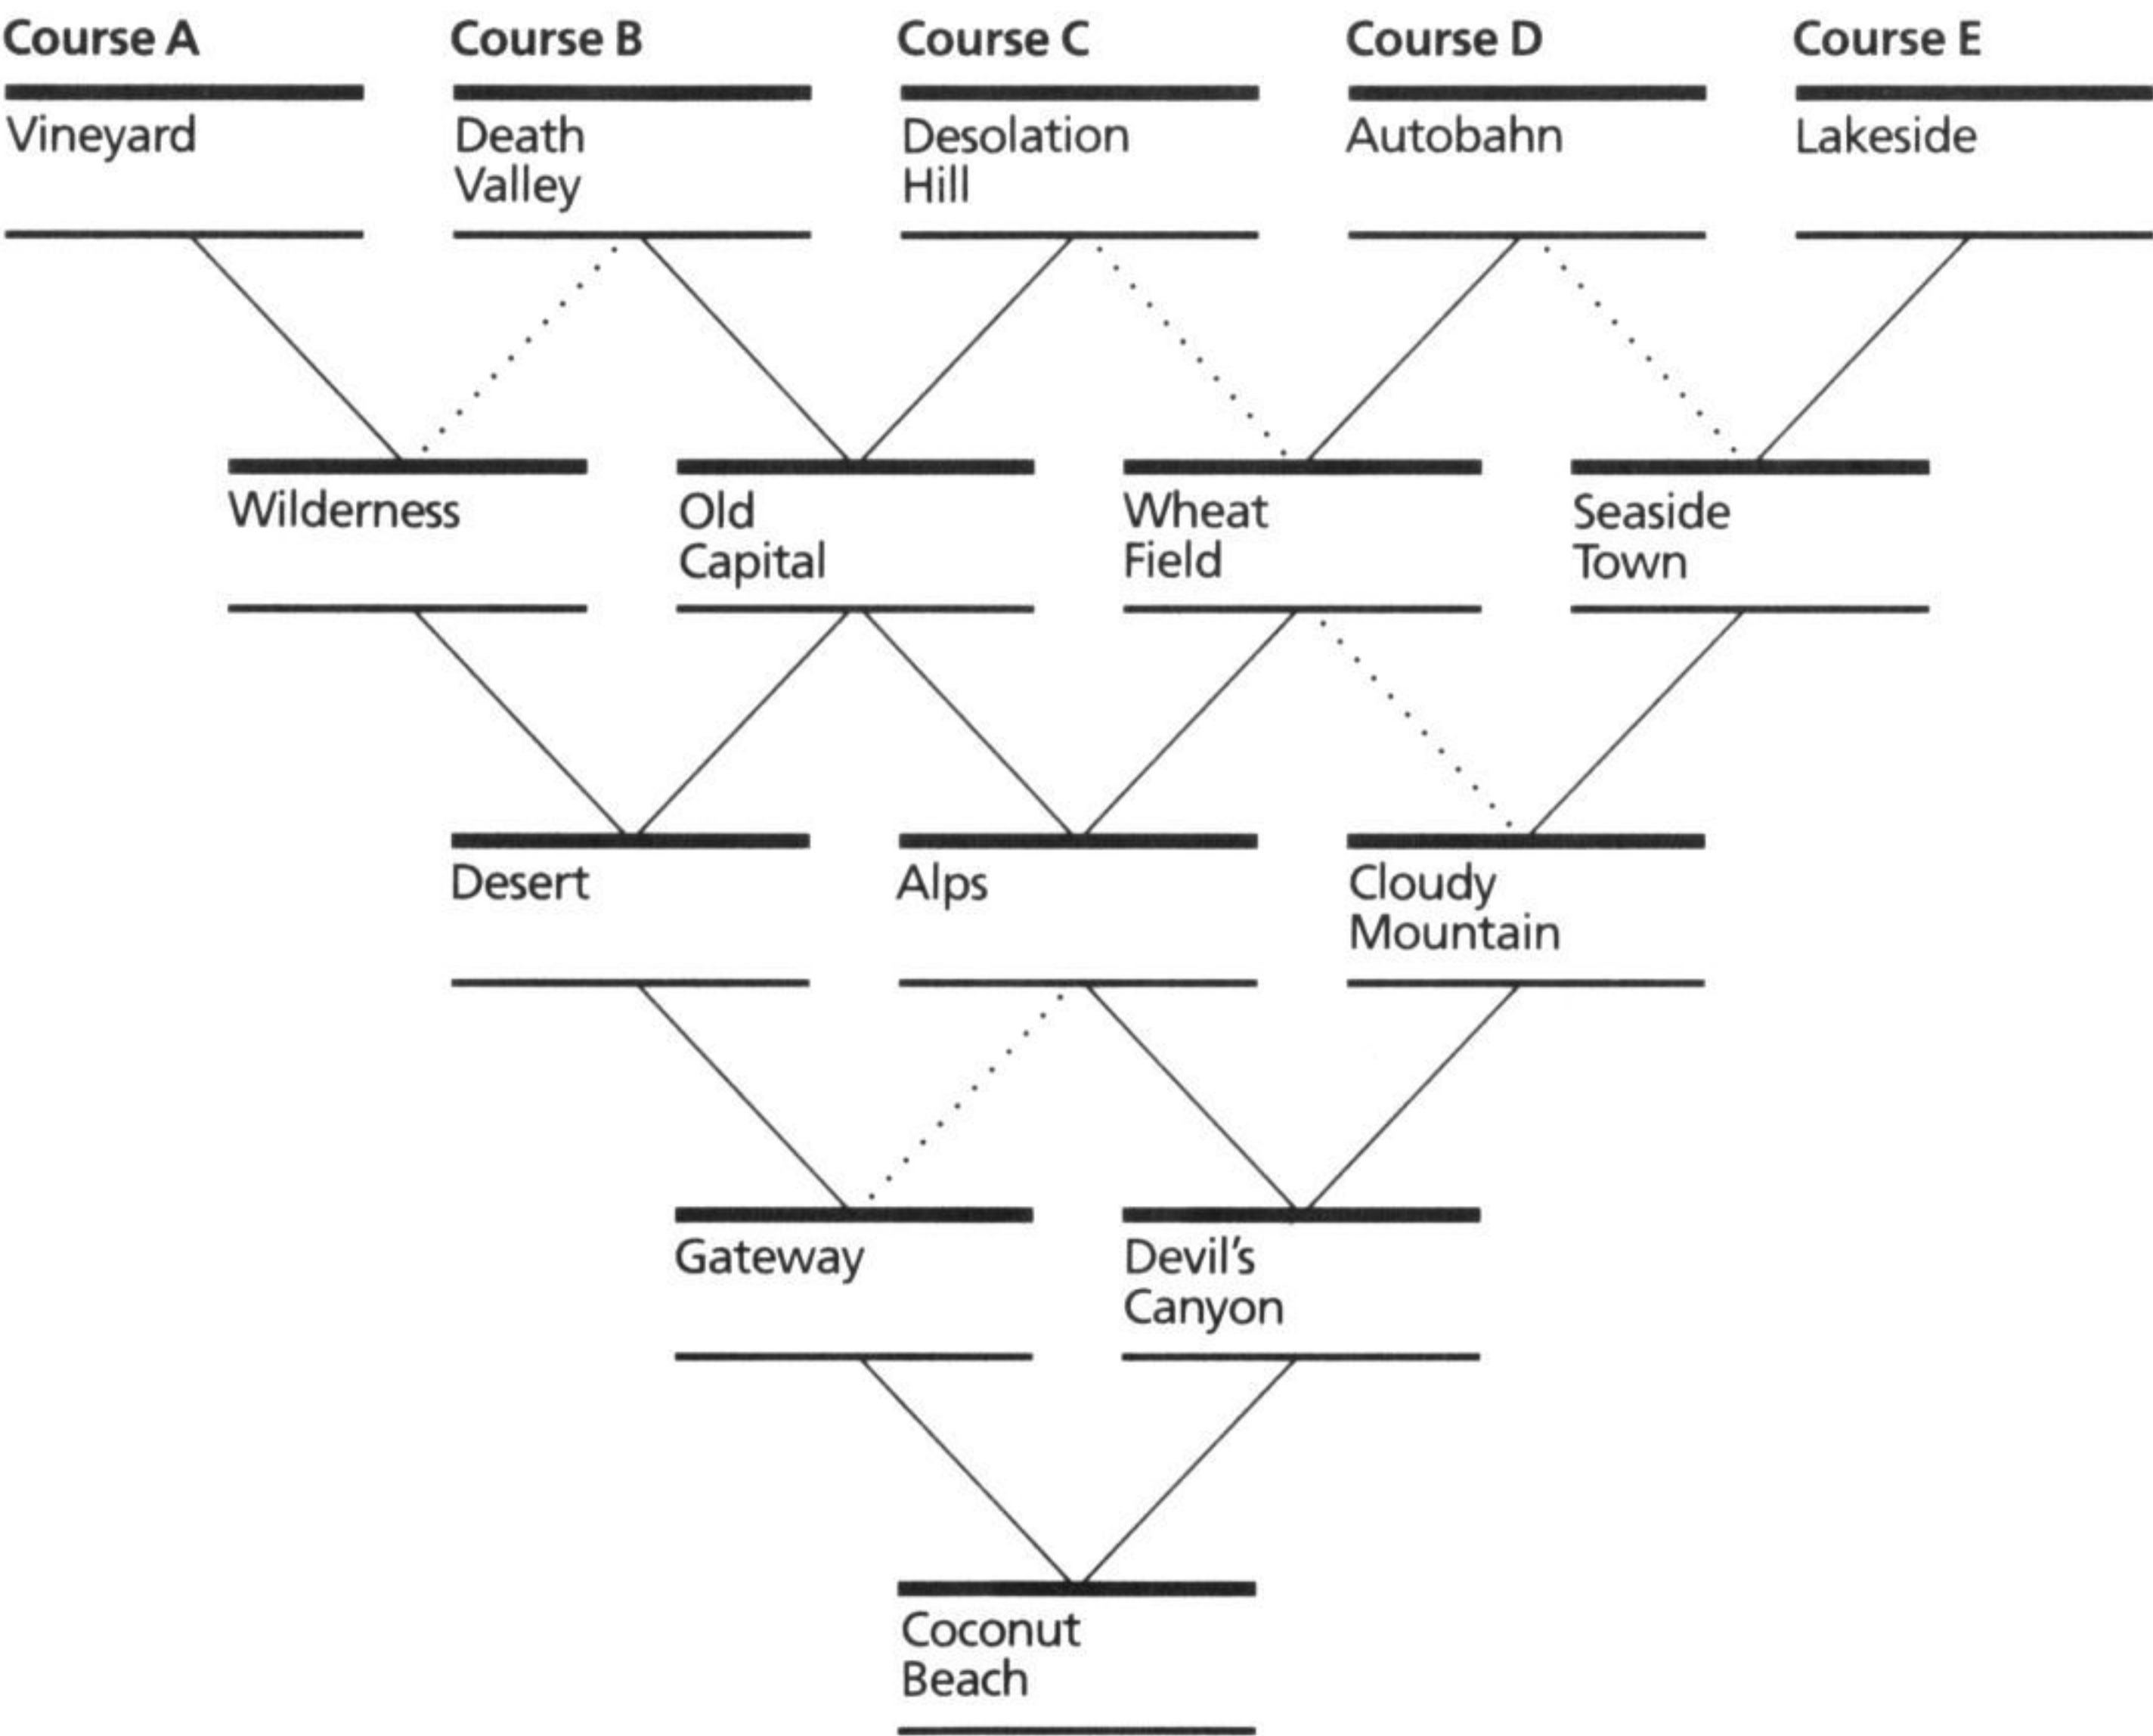 Course A
Course B
Course C
Course D
Course E
Vineyard
Death
Valley
Desolation
Hill
Autobahn
Lakeside
Wilderness
Old
Capital
Wheat
Field
Seaside
Town
Desert
Alps
Cloudy
Mountain
Gateway
Devil's
Canyon
Coconut
Beach